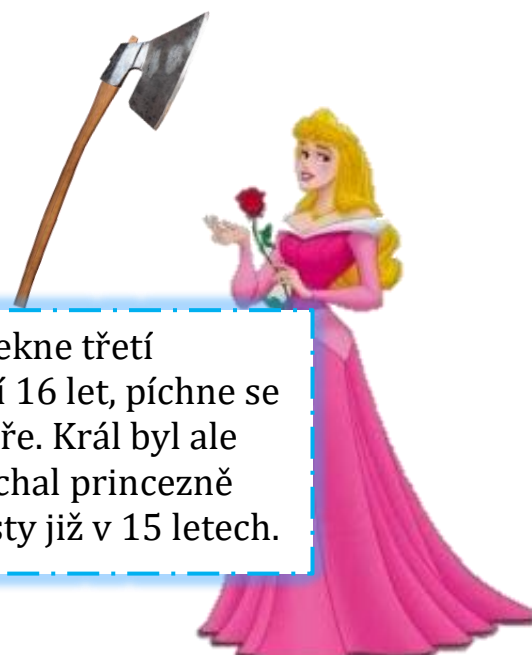 ekne třetí
í 16 let, píchne se
ře. Král byl ale
chal princezně
sty již v 15 letech.